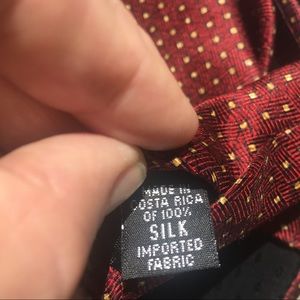 MADE IN
COSTA RICA
OF 100%
SILK
IMPORTED
FABRIC